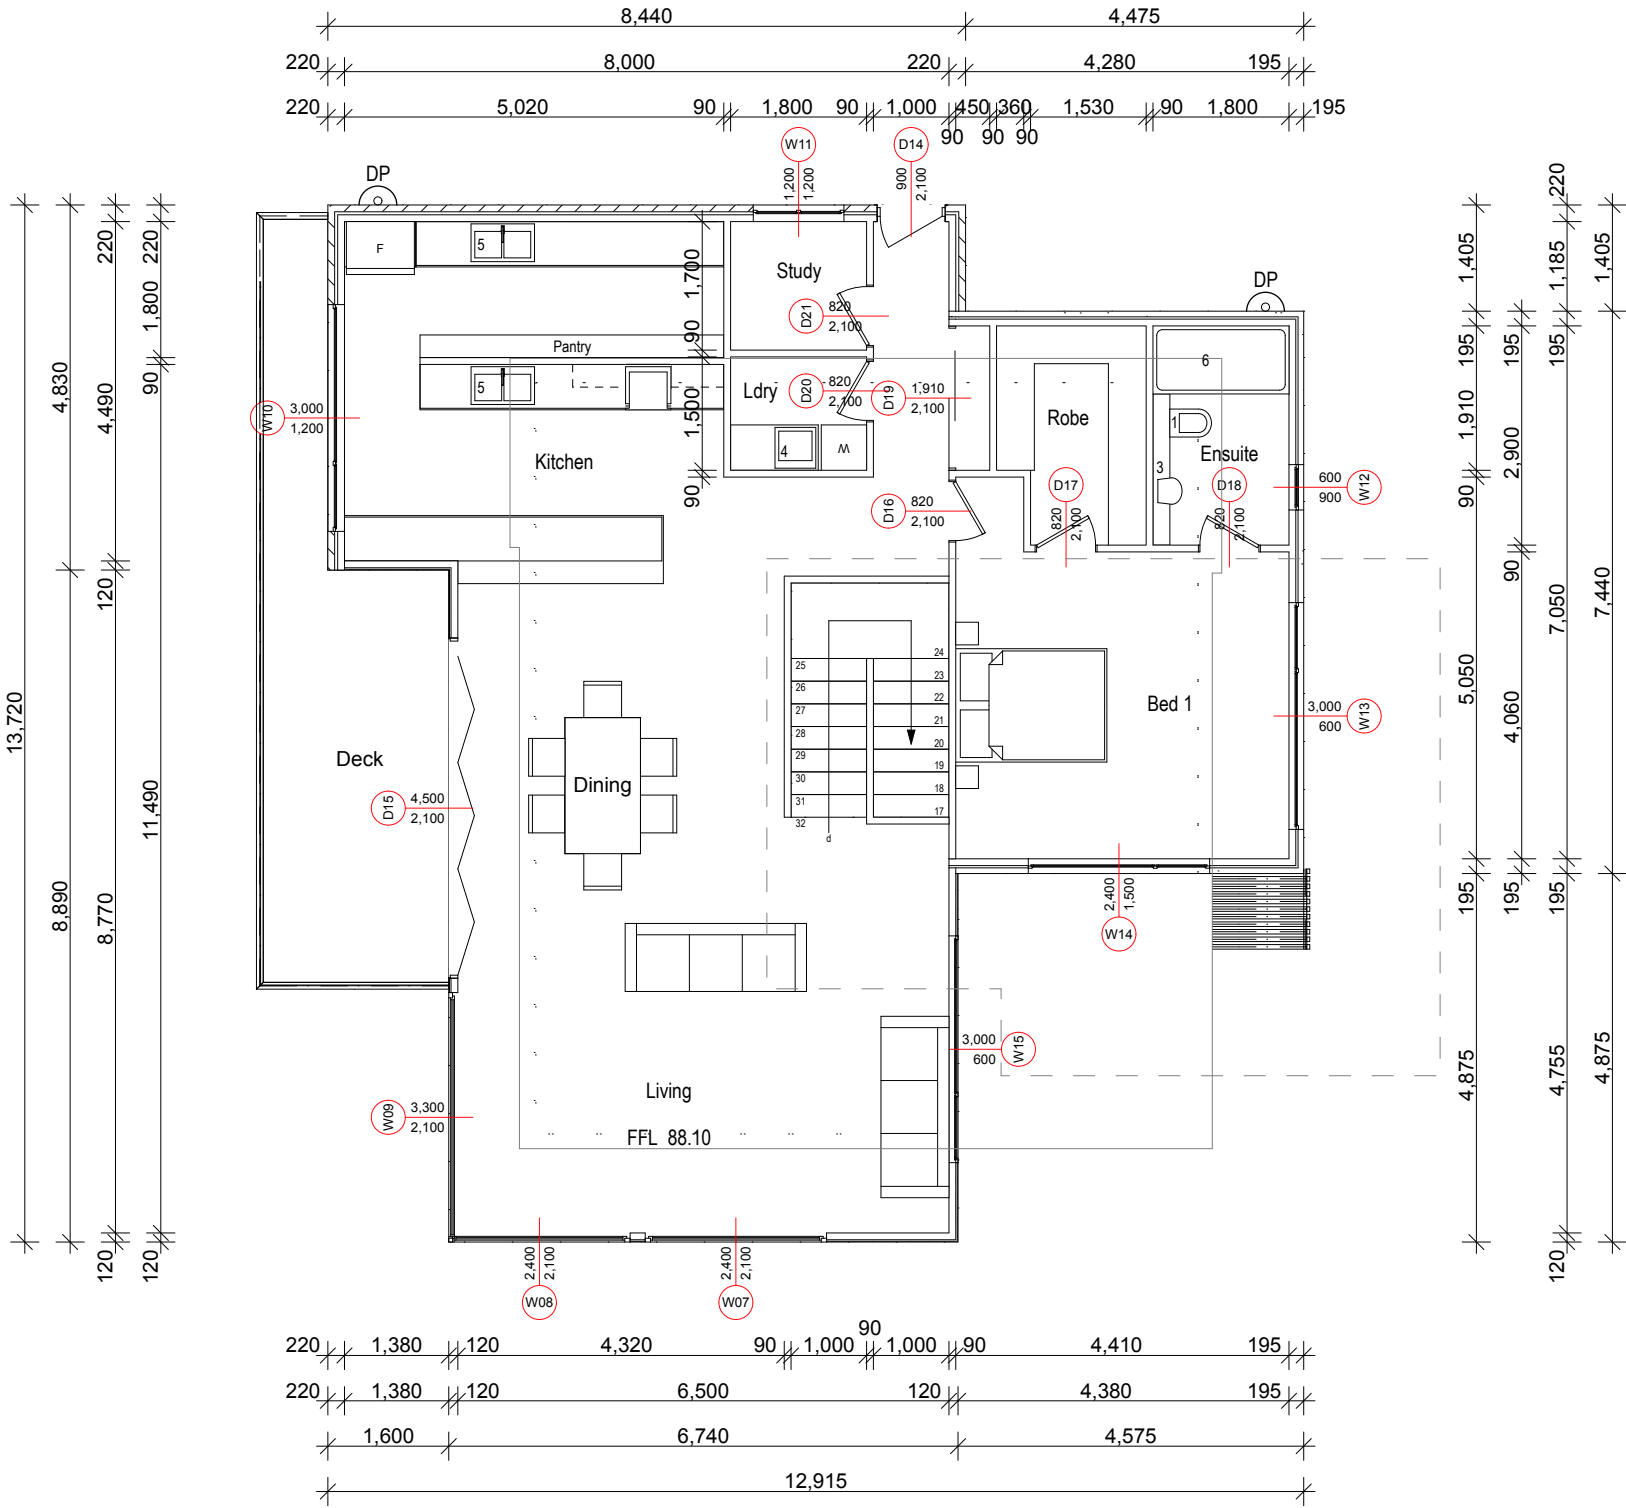 8,440 4,475
220 8,000 220 4,280 195
220 5,020 90 1,800 90 1,000 450 360 1,530 90 1,800 195
90 90 90
W11 D14
1,200 1,200 900 2,100
DP
DP
F
5
Study
D21 820 2,100
Pantry
5
Ldry
D20 820 2,100
D19 1,910 2,100
4
W
W10 3,000 1,200
Kitchen
1,700
90
1,500
90
Robe
6
1
Ensuite
3
D16 820 2,100
D17 820 2,100
D18 820 2,100
W12 600 900
Bed 1
W13 3,000 600
24
25 23
26 22
27 21
28 20
29 19
30 18
31 17
32
d
Deck
Dining
D15 4,500 2,100
W14 2,400 1,500
W15 3,000 600
Living
FFL 88.10
W09 3,300 2,100
2,400 2,100 2,400 2,100
W08 W07
13,720
4,830
8,890
220
4,490
120
8,770
120
220
1,800
90
11,490
120
1,405
195
1,910
90
5,050
195
4,875
195
2,900
90
4,060
195
220
1,185
195
7,050
195
4,755
120
1,405
7,440
4,875
90
220 1,380 120 4,320 90 1,000 1,000 90 4,410 195
220 1,380 120 6,500 120 4,380 195
1,600 6,740 4,575
12,915